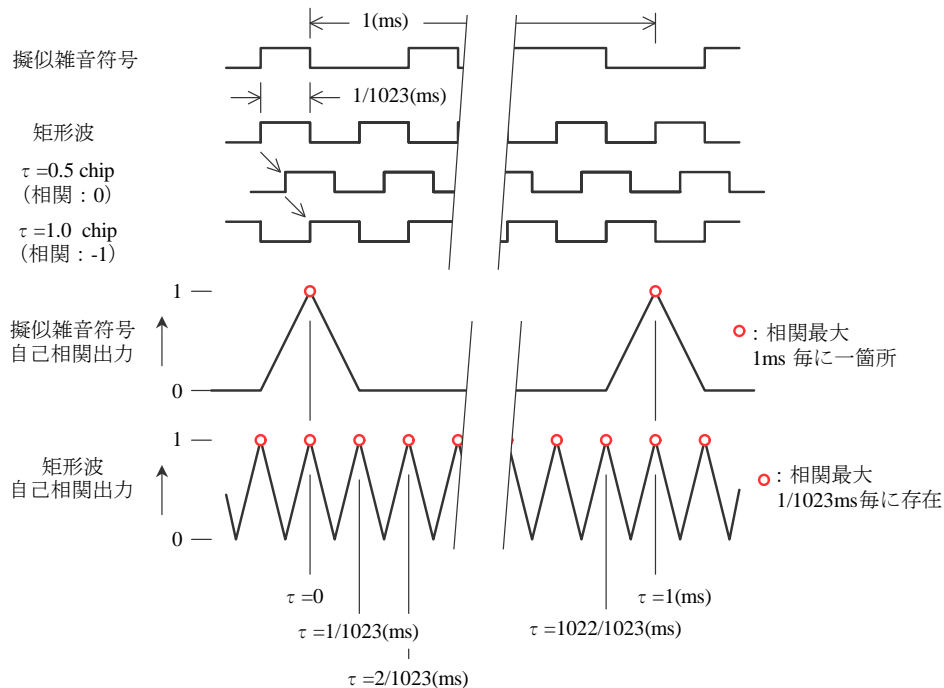 1(ms)
擬似雑音符号
1/1023(ms)
矩形波
τ=0.5 chip
（相関：0）
τ=1.0 chip
（相関：-1）
1
擬似雑音符号
自己相関出力
0
：相関最大
1ms 毎に一箇所
1
矩形波
自己相関出力
0
：相関最大
1/1023ms毎に存在
τ=0
τ=1(ms)
τ=1/1023(ms)
τ=1022/1023(ms)
τ=2/1023(ms)